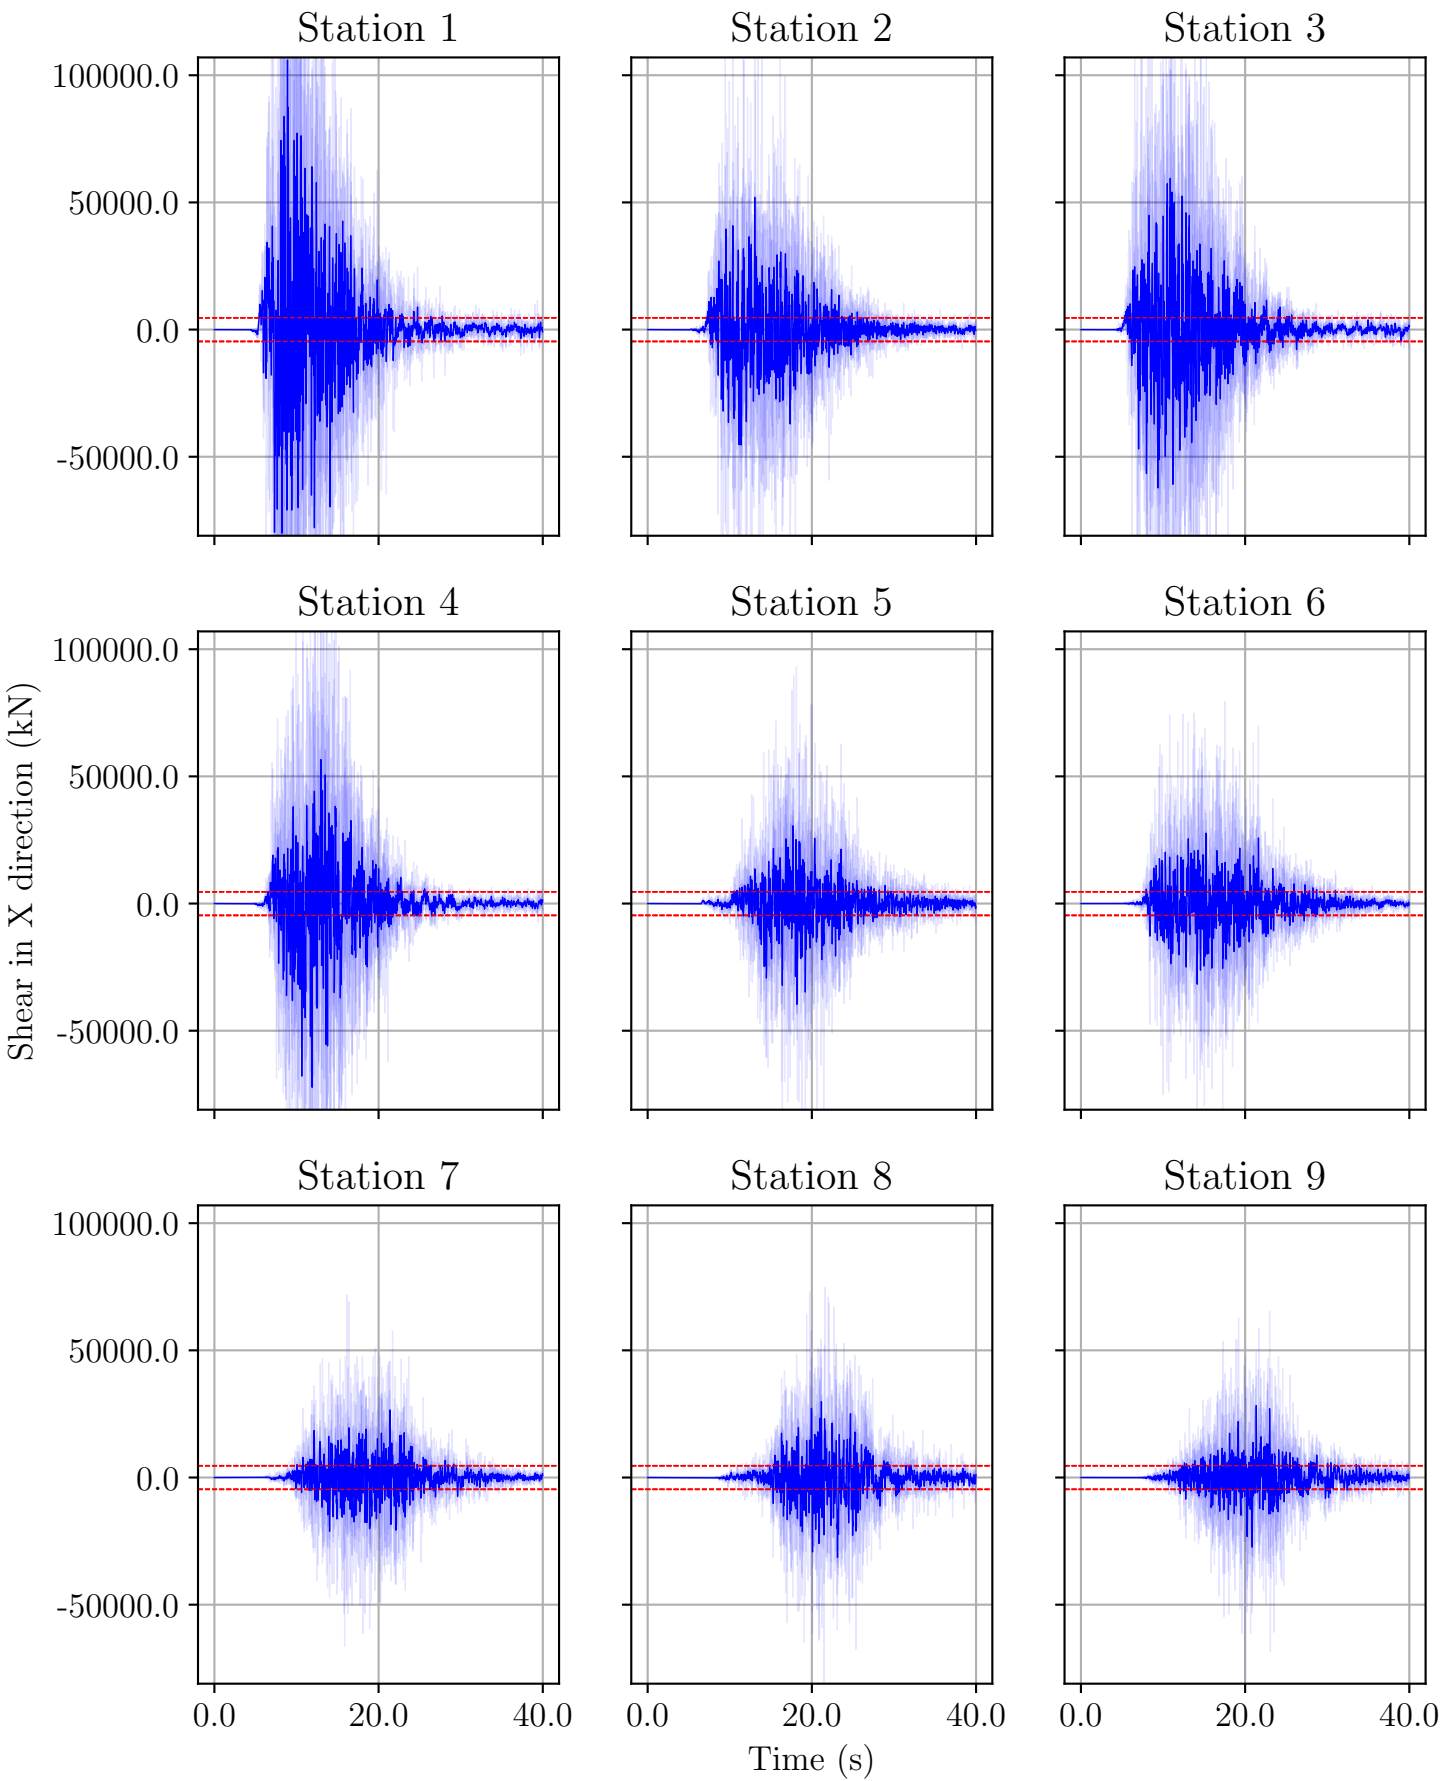 Station 1
Station 2
Station 3
100000.0
50000.0
0.0
-50000.0
Station 4
Station 5
Station 6
100000.0
50000.0
0.0
-50000.0
Shear in X direction (kN)
Station 7
Station 8
Station 9
100000.0
50000.0
0.0
-50000.0
0.0 20.0 40.0
0.0 20.0 40.0
0.0 20.0 40.0
Time (s)